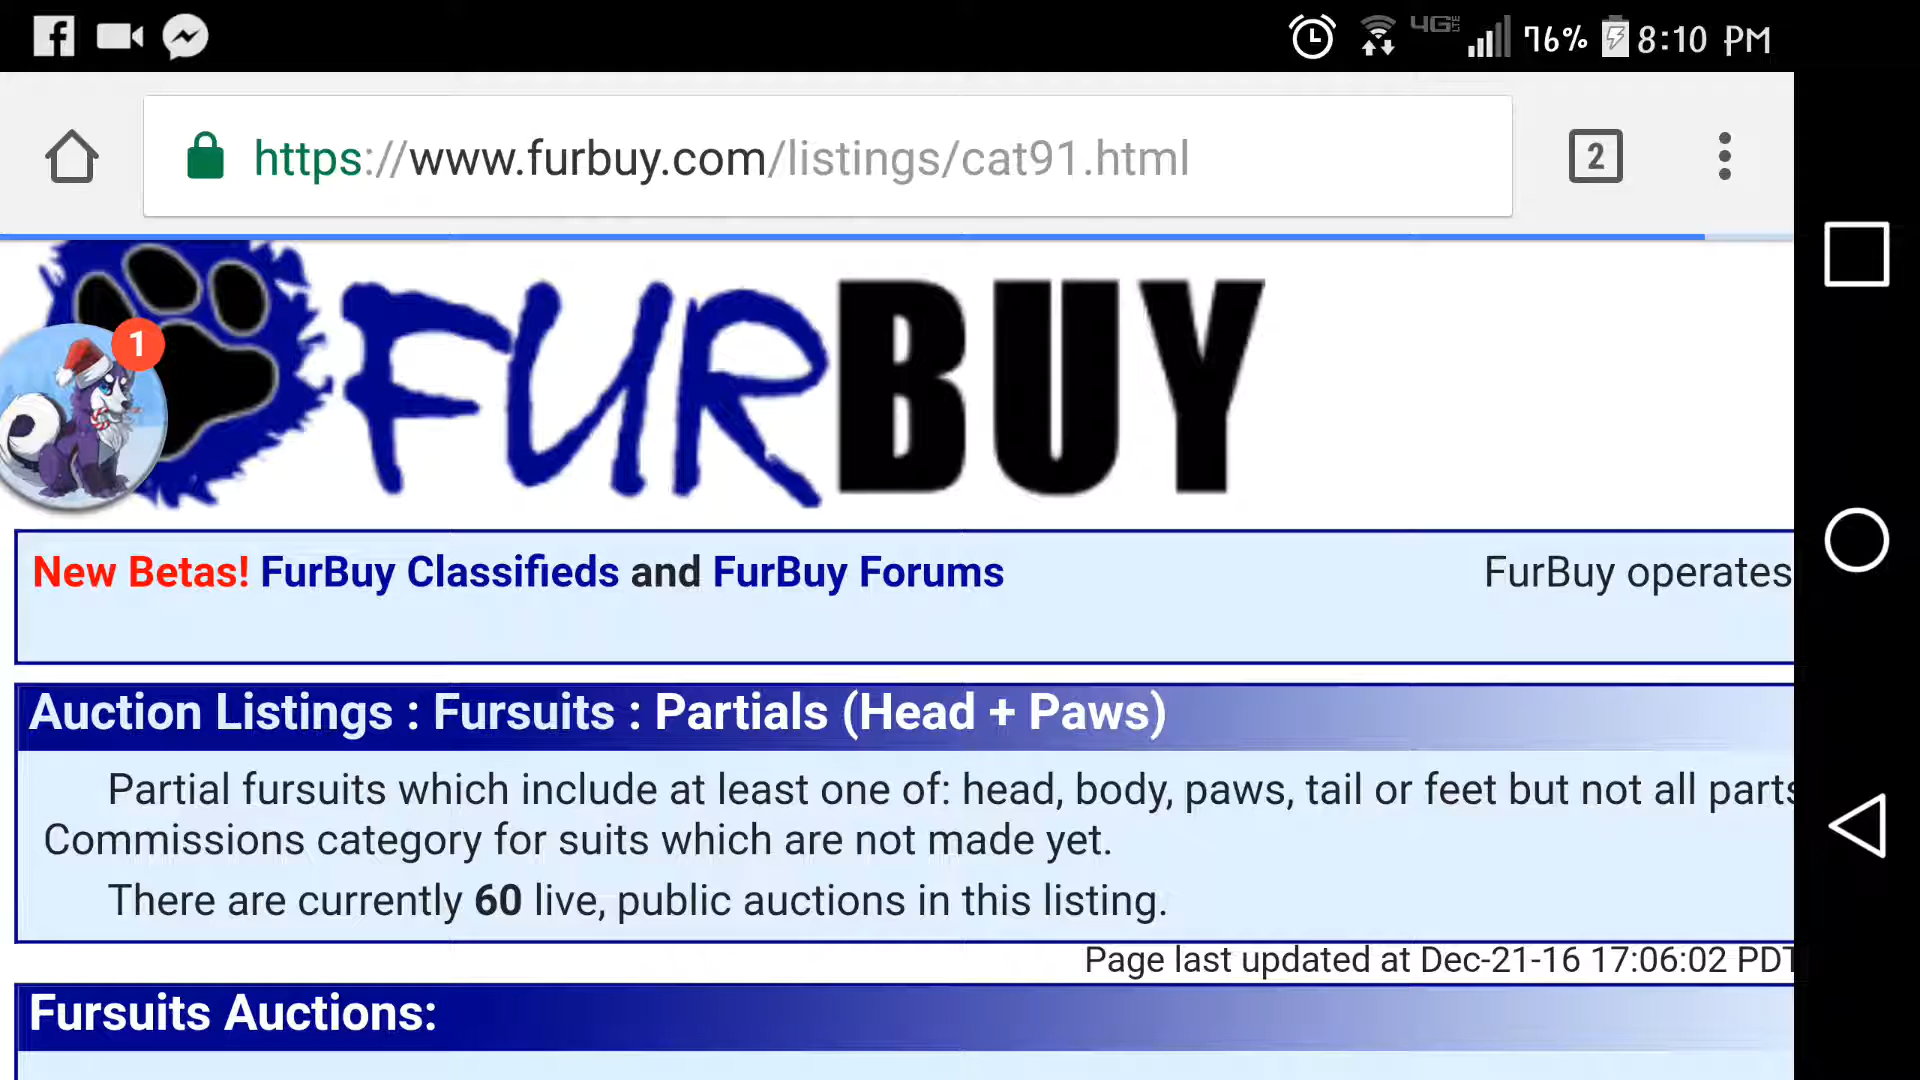 4G LTE 76% 8:10 PM
https://www.furbuy.com/listings/cat91.html
2
1
FURBUY
New Betas! FurBuy Classifieds and FurBuy Forums FurBuy operates
Auction Listings : Fursuits : Partials (Head + Paws)
Partial fursuits which include at least one of: head, body, paws, tail or feet but not all parts
Commissions category for suits which are not made yet.
There are currently 60 live, public auctions in this listing.
Page last updated at Dec-21-16 17:06:02 PDT
Fursuits Auctions: